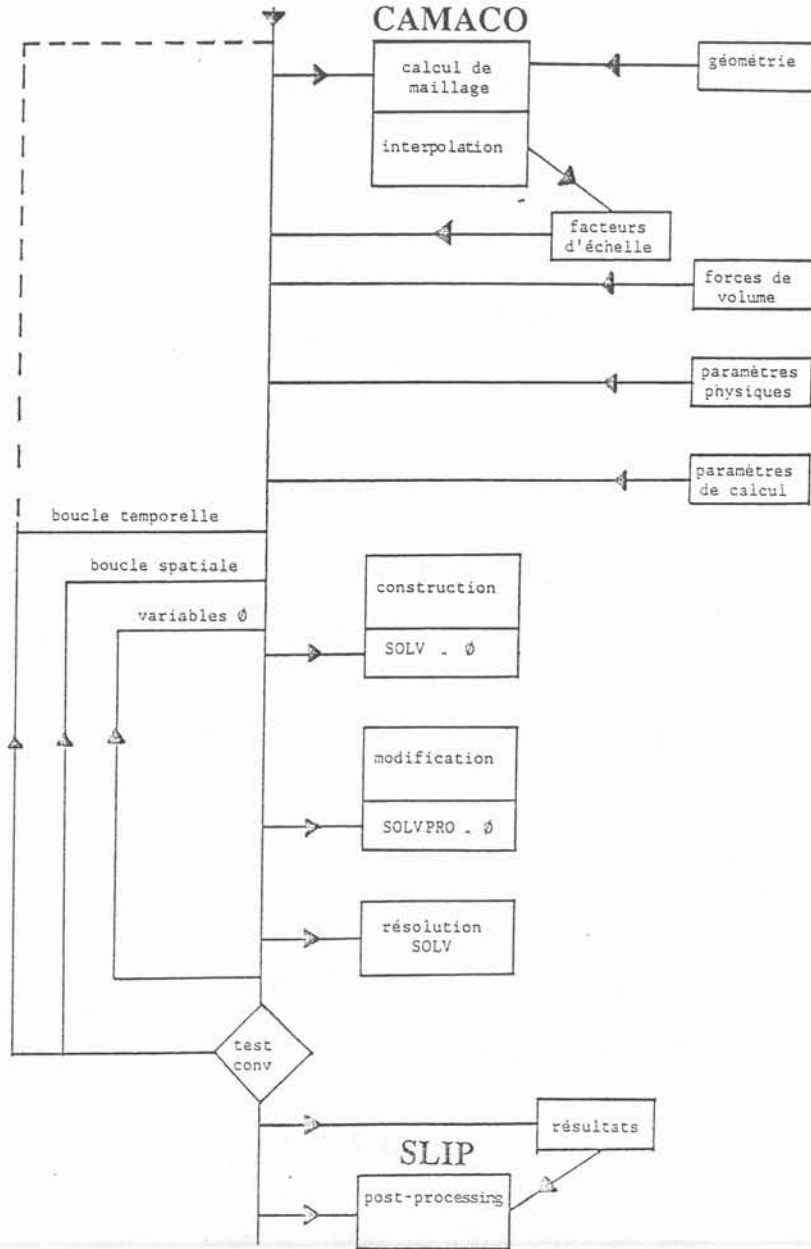 CAMACO
calcul de
maillage
géométrie
interpolation
facteurs
d'échelle
forces de
volume
paramètres
physiques
paramètres
de calcul
boucle temporelle
boucle spatiale
variables Ø
construction
SOLV - Ø
modification
SOLVPRO - Ø
résolution
SOLV
test
conv
résultats
SLIP
post-processing